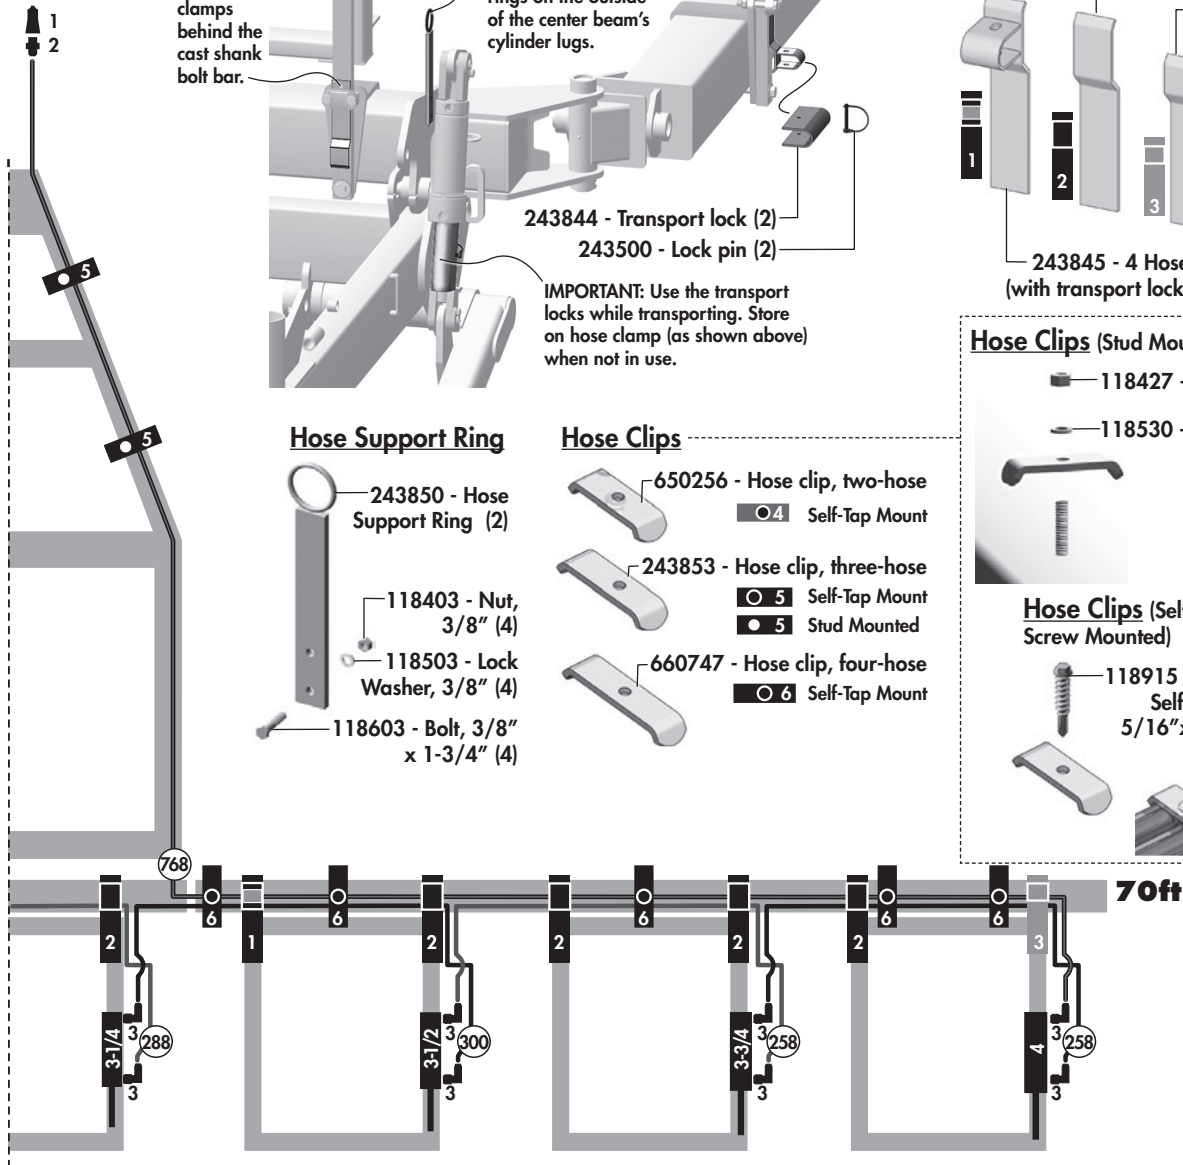 1
2
clamps
behind the
cast shank
bolt bar.
rings on the outside
of the center beam's
cylinder lugs.
243844 - Transport lock (2)
243500 - Lock pin (2)
IMPORTANT: Use the transport
locks while transporting. Store
on hose clamp (as shown above)
when not in use.
1
2
3
243845 - 4 Hose
(with transport lock
5
5
Hose Support Ring
243850 - Hose
Support Ring (2)
118403 - Nut,
3/8" (4)
118503 - Lock
Washer, 3/8" (4)
118603 - Bolt, 3/8"
x 1-3/4" (4)
Hose Clips
650256 - Hose clip, two-hose
4 Self-Tap Mount
243853 - Hose clip, three-hose
5 Self-Tap Mount
5 Stud Mounted
660747 - Hose clip, four-hose
6 Self-Tap Mount
Hose Clips (Stud Mou
118427 -
118530 -
Hose Clips (Sel
Screw Mounted)
118915
Self
5/16"x
768
70ft
6 6 6 6 6
2 1 2 2 2 2 3
3-1/4 3 288 3
3-1/2 3 300 3
3-3/4 3 258 3
4 3 258 3